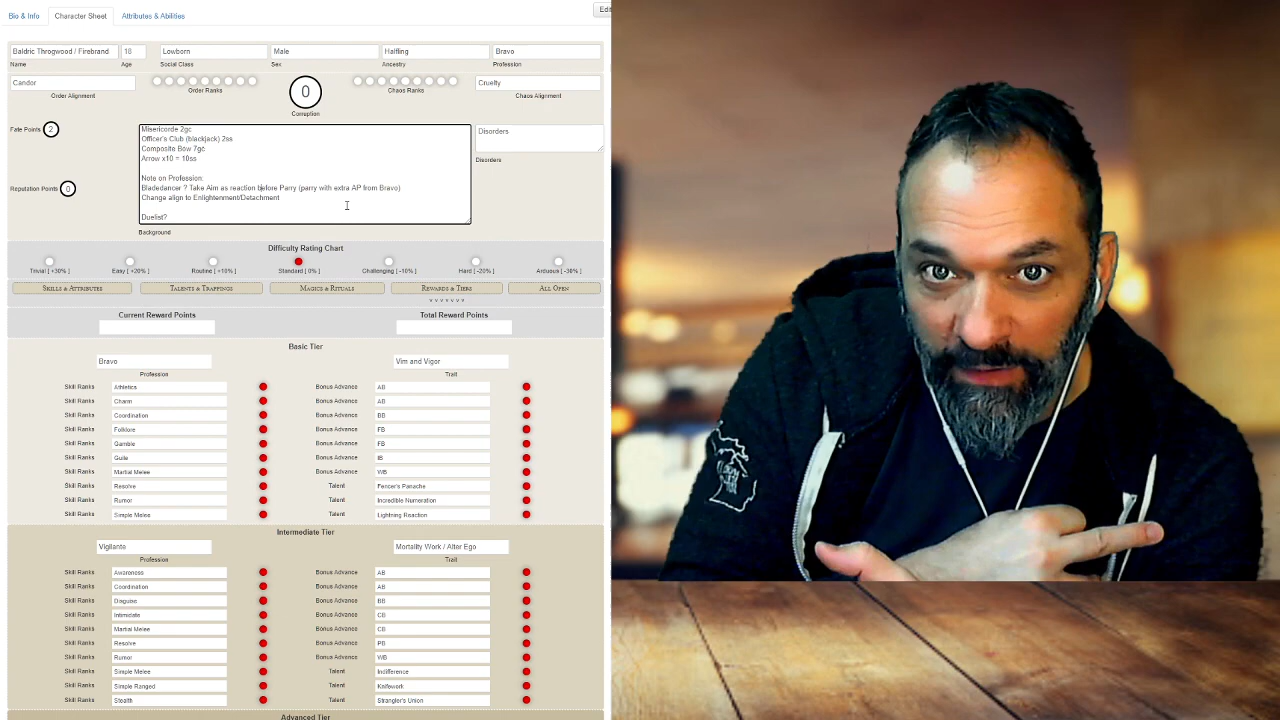 Bio & Info Character Sheet Attributes & Abilities Edi
Baldric Throgwood / Firebrand 18 Lowborn Male Halfling Bravo
Name Age Social Class Sex Ancestry Profession
Candor Cruelty
Order Alignment Order Ranks 0 Chaos Ranks Chaos Alignment
Corruption
Fate Points 2
Misericorde 2gc
Officer's Club (blackjack) 2ss
Composite Bow 7gc
Arrow x10 = 10ss
Note on Profession:
Bladedancer ? Take Aim as reaction before Parry (parry with extra AP from Bravo)
Change align to Enlightenment/Detachment
Duelist?
Background
Disorders
Disorders
Reputation Points 0
Difficulty Rating Chart
Trivial [ +30% ] Easy [ +20% ] Routine [ +10% ] Standard [ 0% ] Challenging [ -10% ] Hard [ -20% ] Arduous [ -30% ]
Skills & Attributes Talents & Trappings Magics & Rituals Rewards & Tiers All Open
v v v v v v v
Current Reward Points Total Reward Points
Basic Tier
Bravo Vim and Vigor
Profession Trait
Skill Ranks Athletics Bonus Advance AB
Skill Ranks Charm Bonus Advance AB
Skill Ranks Coordination Bonus Advance BB
Skill Ranks Folklore Bonus Advance FB
Skill Ranks Gamble Bonus Advance FB
Skill Ranks Guile Bonus Advance IB
Skill Ranks Martial Melee Bonus Advance WB
Skill Ranks Resolve Talent Fencer's Panache
Skill Ranks Rumor Talent Incredible Numeration
Skill Ranks Simple Melee Talent Lightning Reaction
Intermediate Tier
Vigilante Mortality Work / Alter Ego
Profession Trait
Skill Ranks Awareness Bonus Advance AB
Skill Ranks Coordination Bonus Advance AB
Skill Ranks Disguise Bonus Advance BB
Skill Ranks Intimidate Bonus Advance CB
Skill Ranks Martial Melee Bonus Advance CB
Skill Ranks Resolve Bonus Advance PB
Skill Ranks Rumor Bonus Advance WB
Skill Ranks Simple Melee Talent Indifference
Skill Ranks Simple Ranged Talent Knifework
Skill Ranks Stealth Talent Strangler's Union
Advanced Tier